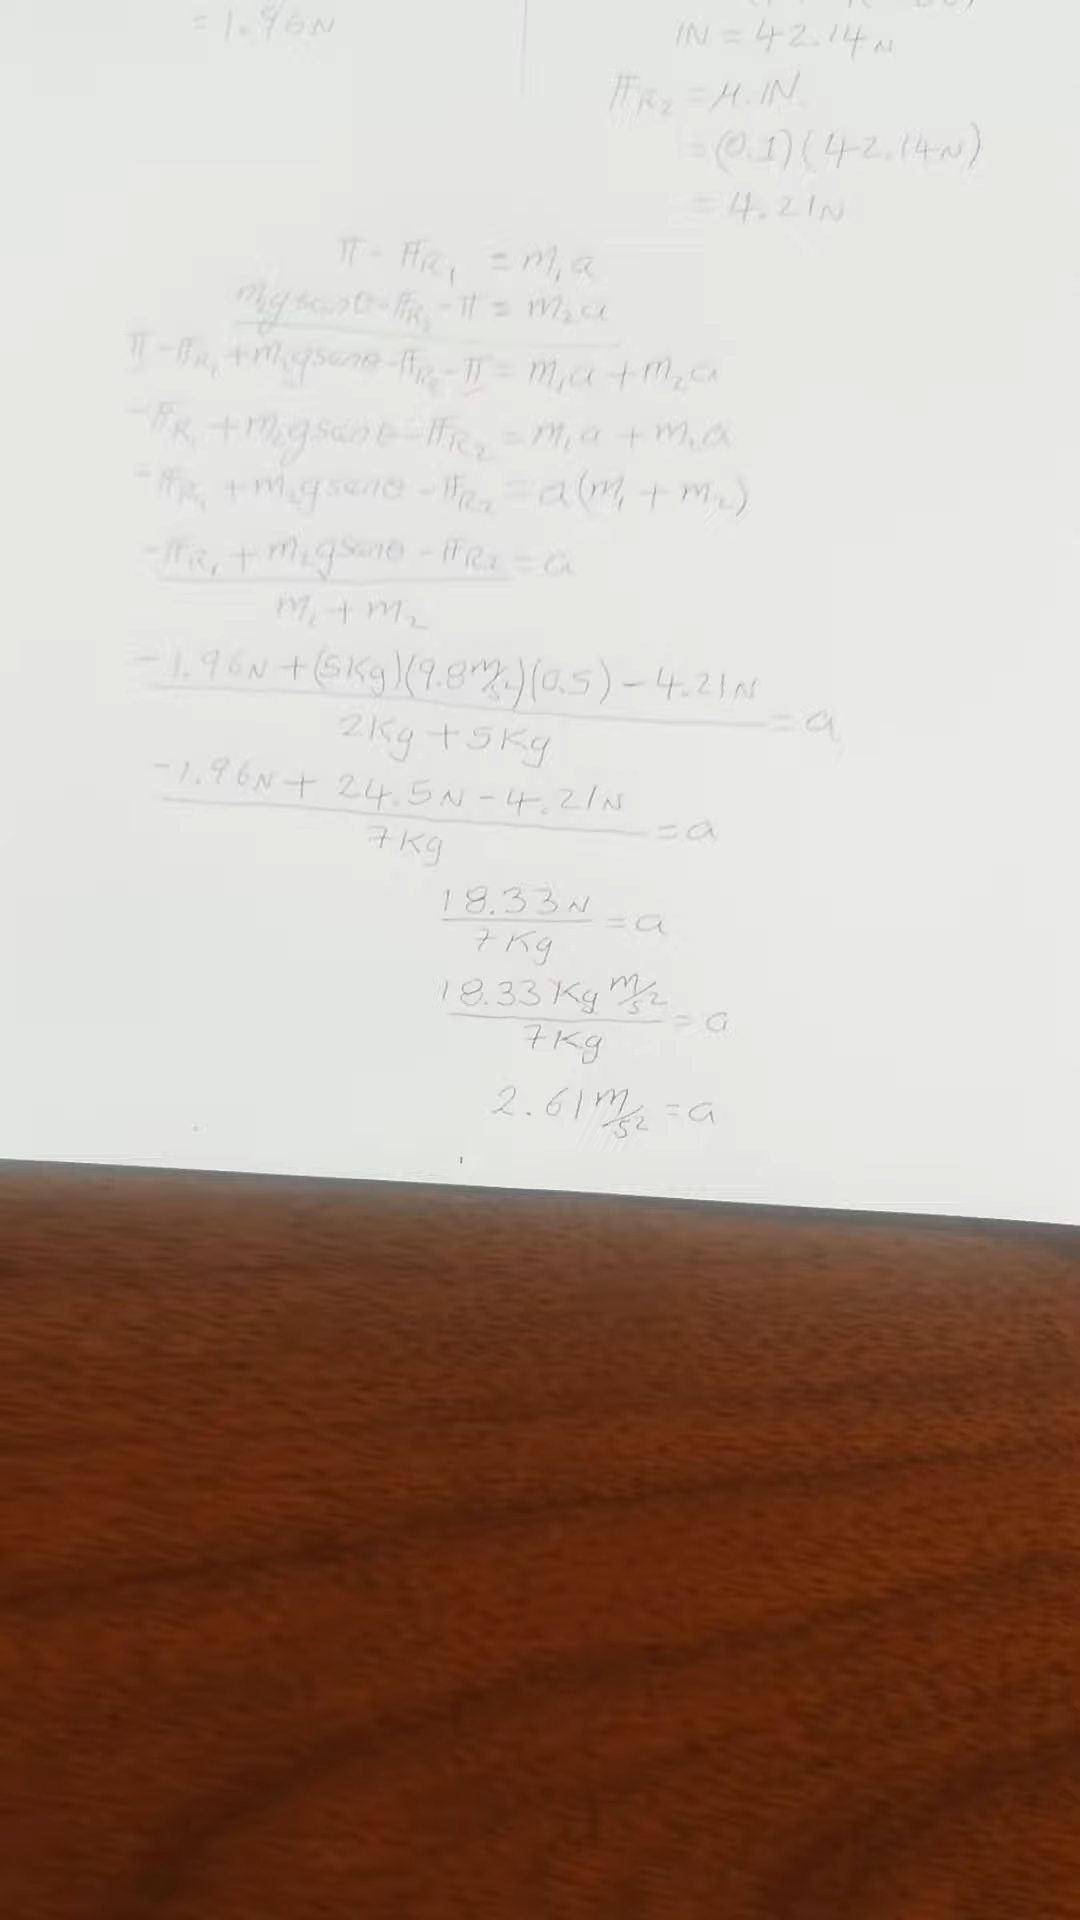 = 1.96N
IN = 42.14N
FR₂ = μ.IN
= (0.1)(42.14N)
= 4.21N
T - FR₁ = m₁a
m₂gsenθ - FR₂ - T = m₂a
T - FR₁ + m₂gsenθ - FR₂ - T = m₁a + m₂a
-FR₁ + m₂gsenθ - FR₂ = m₁a + m₂a
-FR₁ + m₂gsenθ - FR₂ = a(m₁ + m₂)
-FR₁ + m₂gsenθ - FR₂ = a
m₁ + m₂
-1.96N + (5Kg)(9.8m/s²)(0.5) - 4.21N = a
2Kg + 5Kg
-1.96N + 24.5N - 4.21N = a
7Kg
18.33N = a
7Kg
18.33Kg m/s² = a
7Kg
2.61m/s² = a